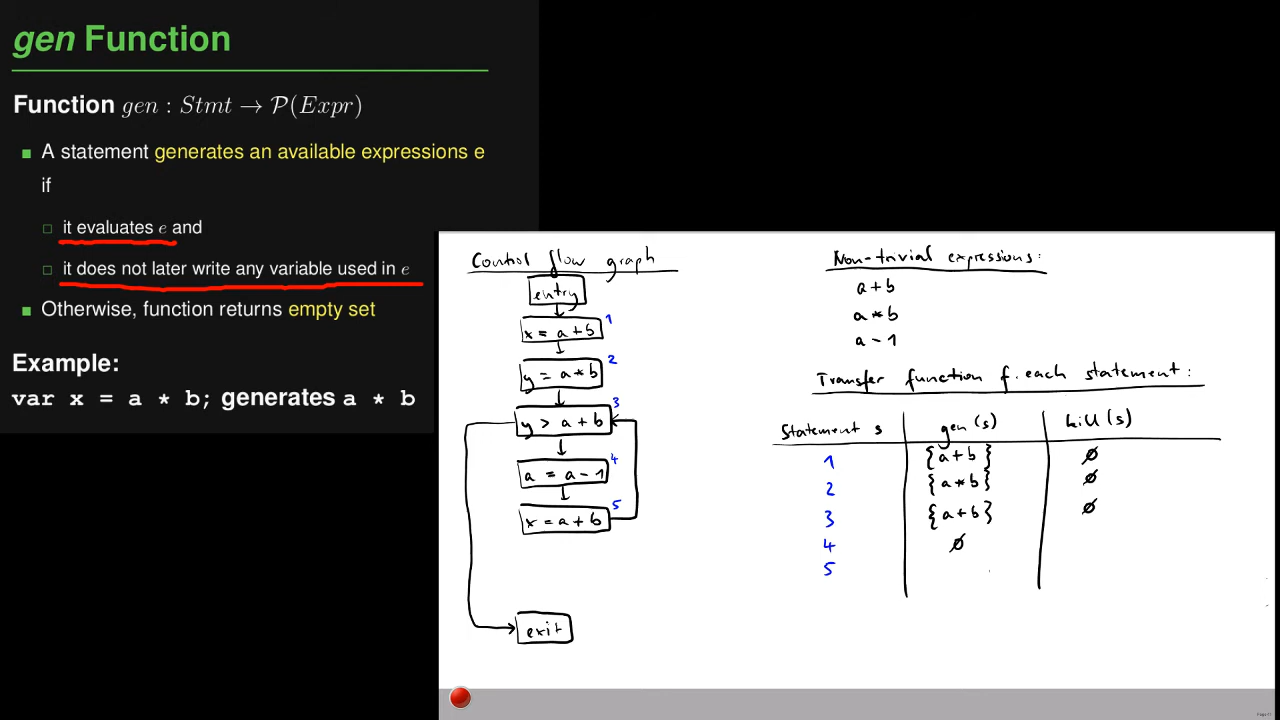 gen Function
Function gen : Stmt → P(Expr)
A statement generates an available expressions e
if
it evaluates e and
it does not later write any variable used in e
Otherwise, function returns empty set
Example:
var x = a * b; generates a * b
Control flow graph
entry
x = a + b 1
y = a * b 2
y > a + b 3
a = a - 1 4
x = a + b 5
exit
Non-trivial expressions:
a + b
a * b
a - 1
Transfer function f. each statement:
Statement s gen (s) kill (s)
1 {a + b} ∅
2 {a * b} ∅
3 {a + b} ∅
4 ∅
5